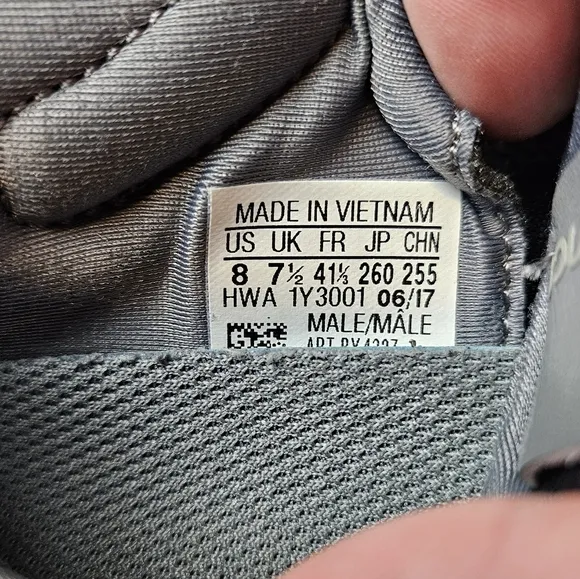 MADE IN VIETNAM
US UK FR JP CHN
8 7½ 41⅓ 260 255
HWA 1Y3001 06/17
MALE/MÂLE
ART